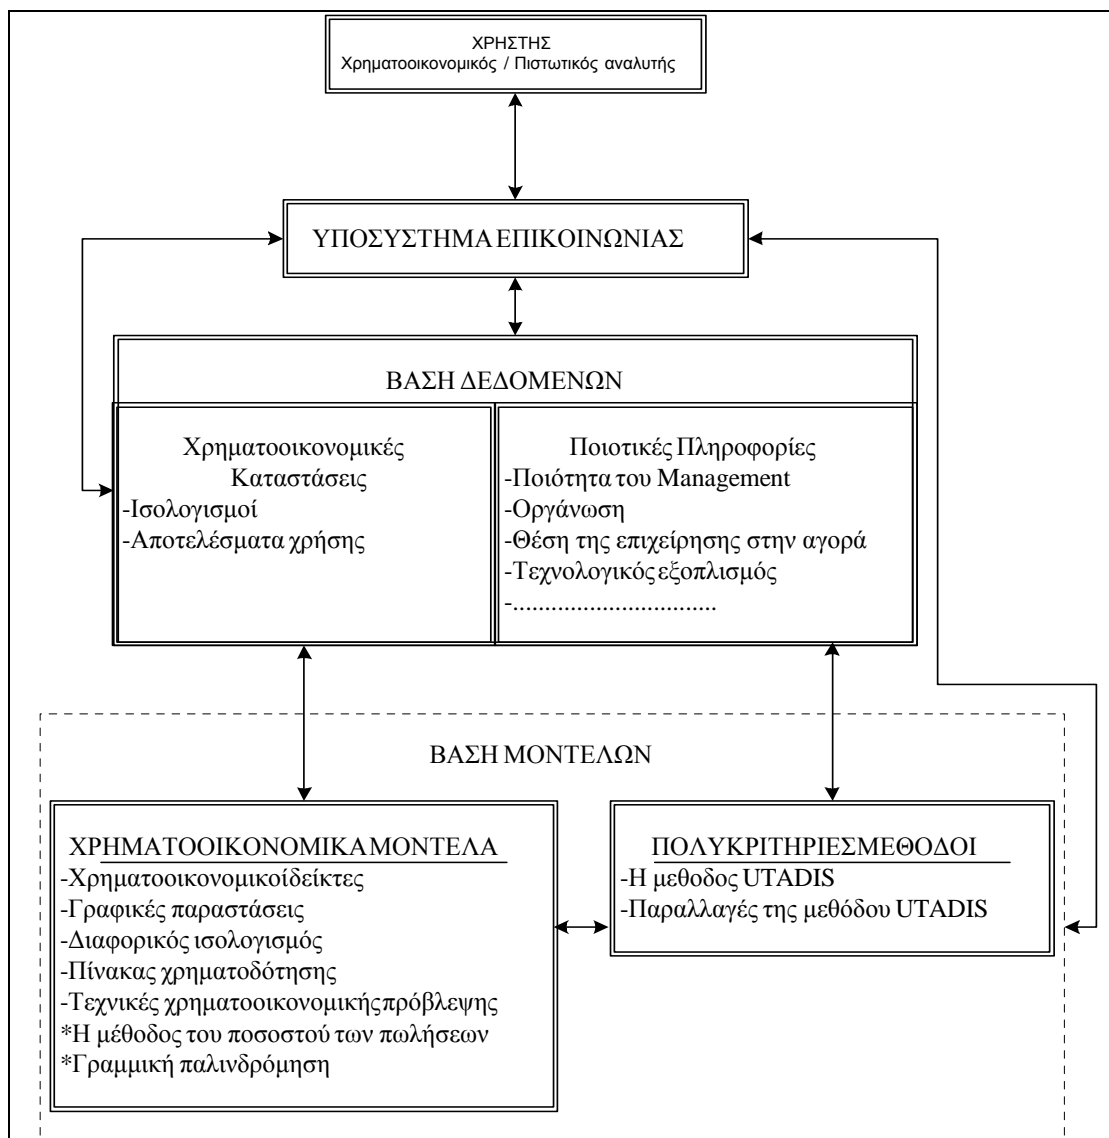 ΧΡΗΣΤΗΣ
Χρηματοοικονομικός / Πιστωτικός αναλυτής
ΥΠΟΣΥΣΤΗΜΑ ΕΠΙΚΟΙΝΩΝΙΑΣ
ΒΑΣΗ ΔΕΔΟΜΕΝΩΝ
Χρηματοοικονομικές
Καταστάσεις
-Ισολογισμοί
-Αποτελέσματα χρήσης
Ποιοτικές Πληροφορίες
-Ποιότητα του Management
-Οργάνωση
-Θέση της επιχείρησης στην αγορά
-Τεχνολογικός εξοπλισμός
-................................
ΒΑΣΗ ΜΟΝΤΕΛΩΝ
ΧΡΗΜΑΤΟΟΙΚΟΝΟΜΙΚΑ ΜΟΝΤΕΛΑ
-Χρηματοοικονομικοί δείκτες
-Γραφικές παραστάσεις
-Διαφορικός ισολογισμός
-Πίνακας χρηματοδότησης
-Τεχνικές χρηματοοικονομικής πρόβλεψης
*Η μέθοδος του ποσοστού των πωλήσεων
*Γραμμική παλινδρόμηση
ΠΟΛΥΚΡΙΤΗΡΙΕΣ ΜΕΘΟΔΟΙ
-Η μεθοδος UTADIS
-Παραλλαγές της μεθόδου UTADIS